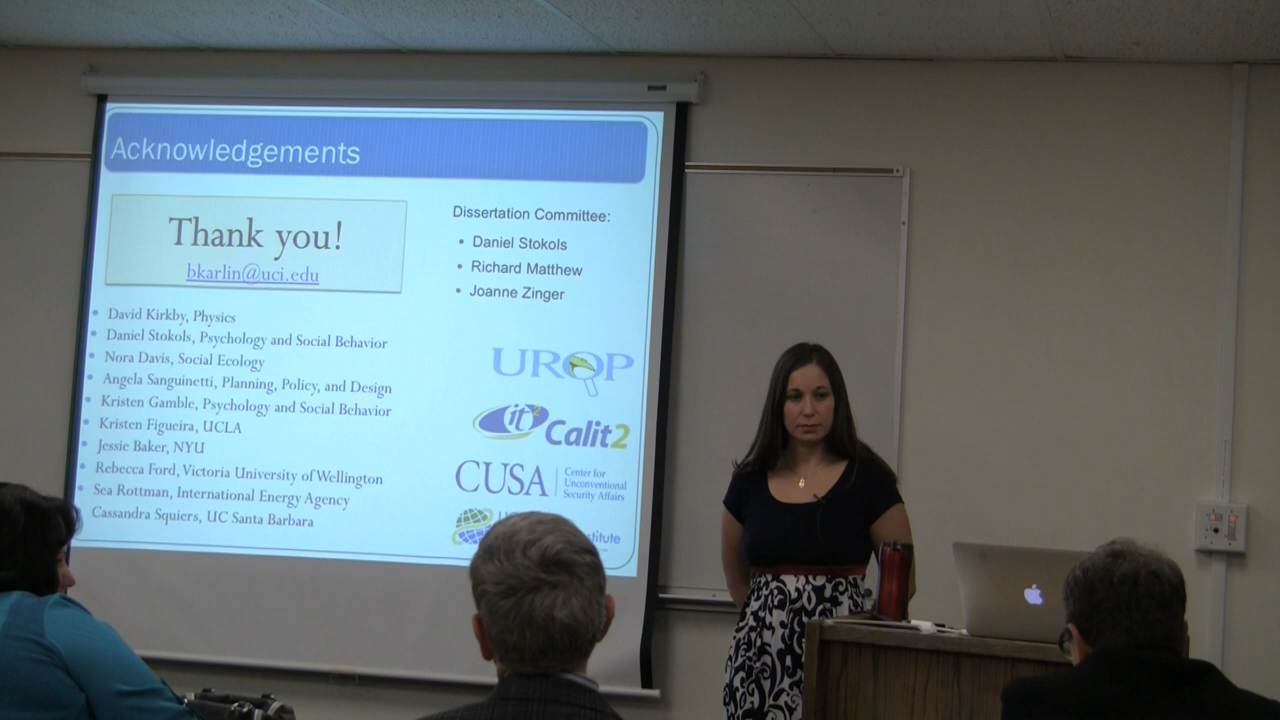 Acknowledgements
Thank you!
bkarlin@uci.edu
• David Kirkby, Physics
• Daniel Stokols, Psychology and Social Behavior
• Nora Davis, Social Ecology
• Angela Sanguinetti, Planning, Policy, and Design
• Kristen Gamble, Psychology and Social Behavior
• Kristen Figueira, UCLA
• Jessie Baker, NYU
• Rebecca Ford, Victoria University of Wellington
• Sea Rottman, International Energy Agency
• Cassandra Squiers, UC Santa Barbara
Dissertation Committee:
• Daniel Stokols
• Richard Matthew
• Joanne Zinger
UROP
it2 Calit2
CUSA
Center for
Unconventional
Security Affairs